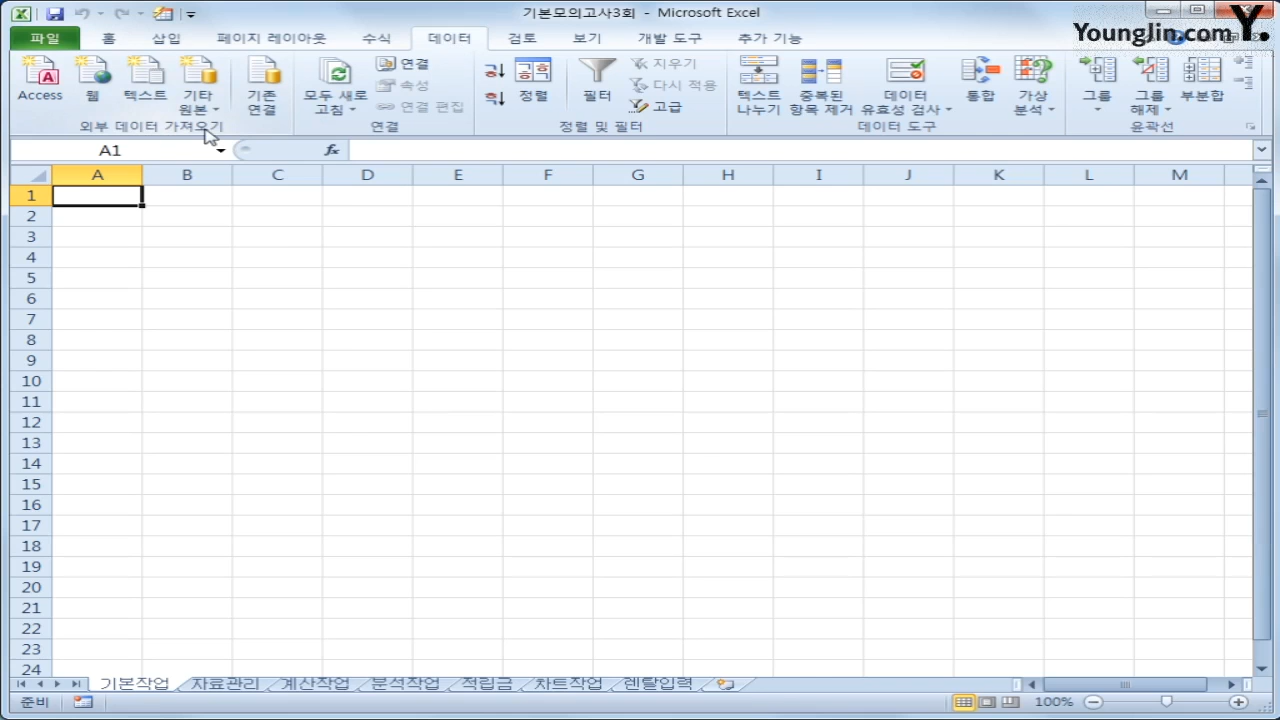 기본모의고사3회 - Microsoft Excel
YoungJin.com Y.
파일 홈 삽입 페이지 레이아웃 수식 데이터 검토 보기 개발 도구 추가 기능
Access 웹 텍스트 기타 원본 기존 연결
외부 데이터 가져오기
모두 새로 고침 연결 속성 연결 편집
연결
정렬 필터 지우기 다시 적용 고급
정렬 및 필터
텍스트 나누기 중복된 항목 제거 데이터 유효성 검사 통합 가상 분석
데이터 도구
그룹 그룹 해제 부분합
윤곽선
A1 fx
A B C D E F G H I J K L M
1
2
3
4
5
6
7
8
9
10
11
12
13
14
15
16
17
18
19
20
21
22
23
24
기본작업 자료관리 계산작업 분석작업 적립금 차트작업 렌탈입력
준비 100%